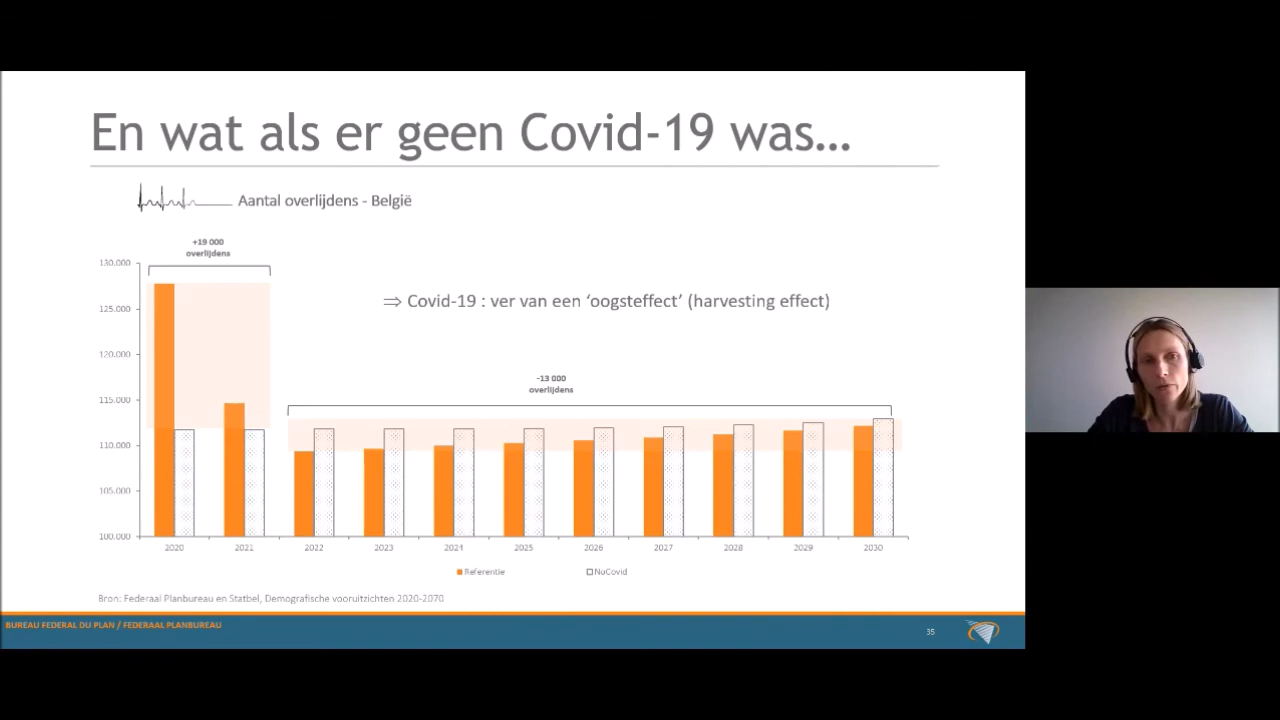 En wat als er geen Covid-19 was...
Aantal overlijdens - België
+19 000
overlijdens
130.000
125.000
120.000
115.000
110.000
105.000
100.000
⇒ Covid-19 : ver van een ‘oogsteffect’ (harvesting effect)
-13 000
overlijdens
2020 2021 2022 2023 2024 2025 2026 2027 2028 2029 2030
Referentie NoCovid
Bron: Federaal Planbureau en Statbel, Demografische vooruitzichten 2020-2070
BUREAU FEDERAL DU PLAN / FEDERAAL PLANBUREAU
35